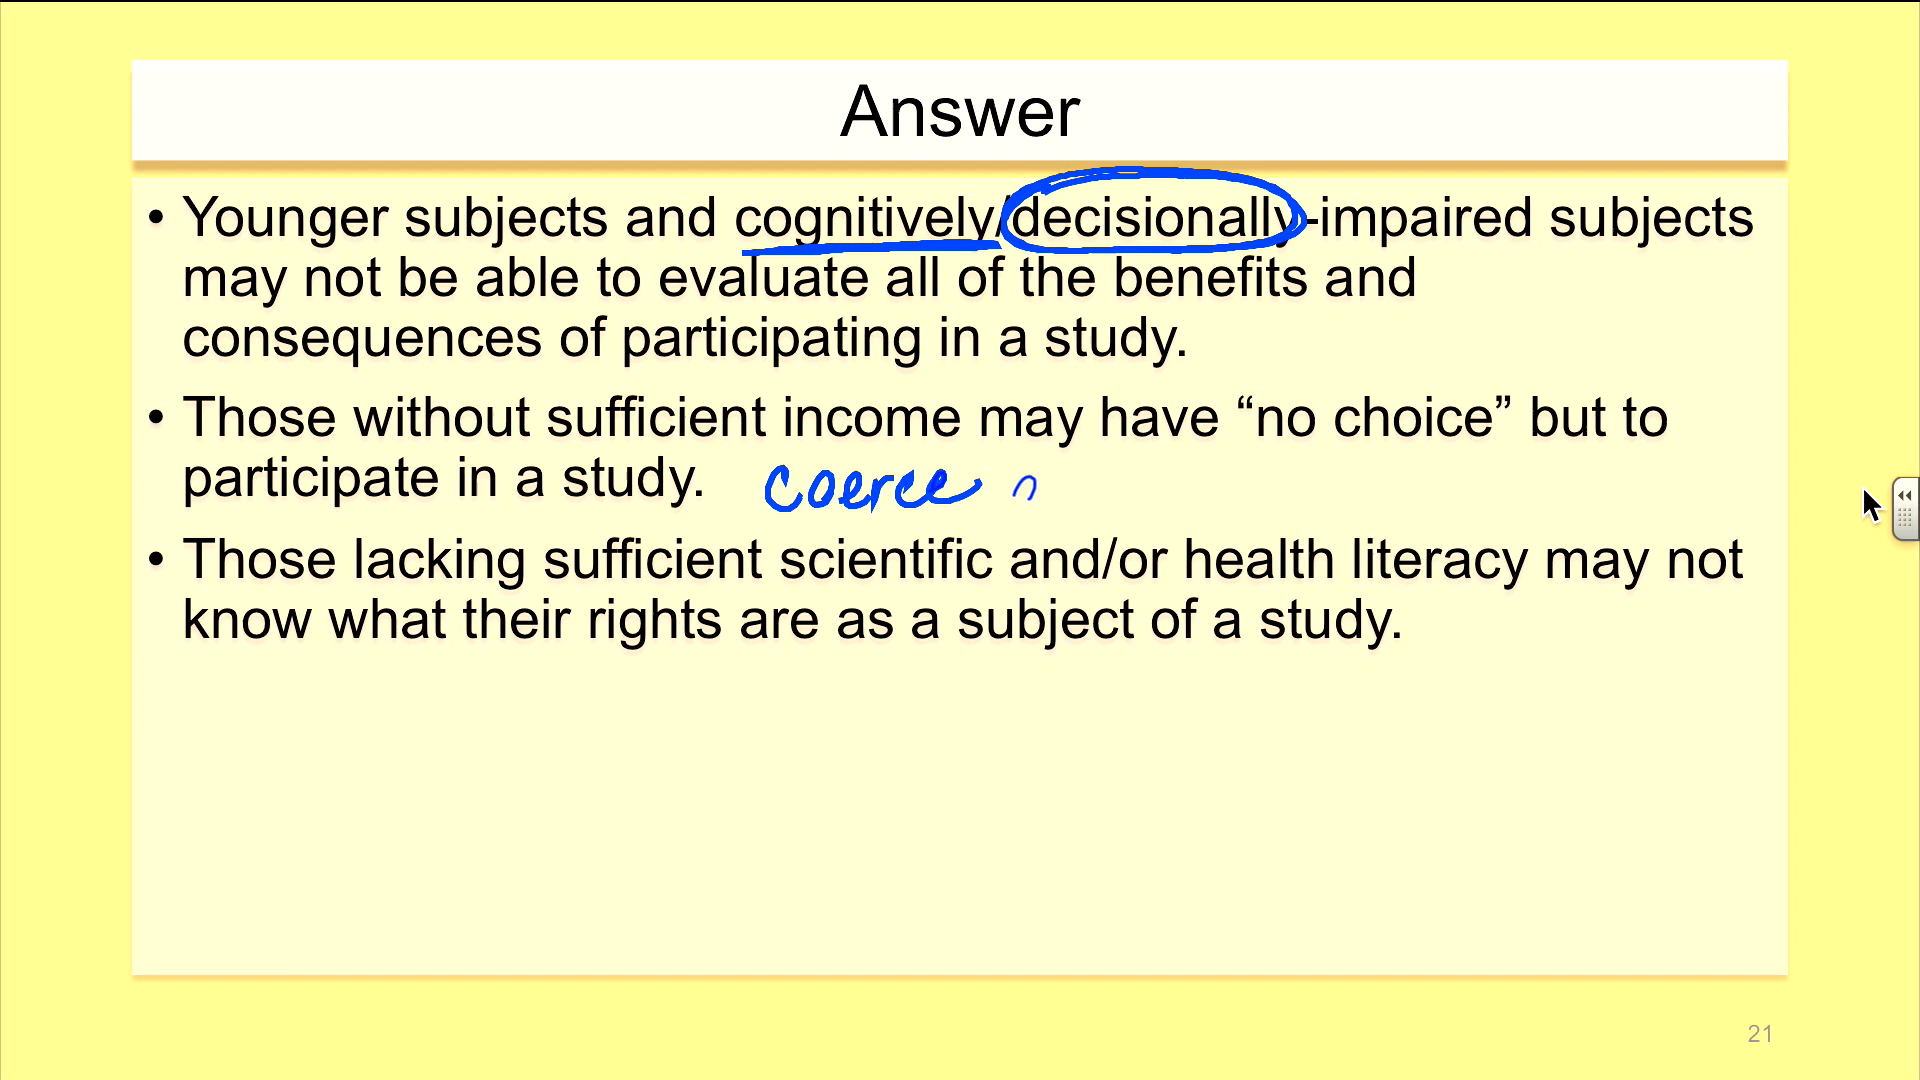 Answer
• Younger subjects and cognitively/decisionally-impaired subjects
may not be able to evaluate all of the benefits and
consequences of participating in a study.
• Those without sufficient income may have “no choice” but to
participate in a study. coerce
• Those lacking sufficient scientific and/or health literacy may not
know what their rights are as a subject of a study.
21